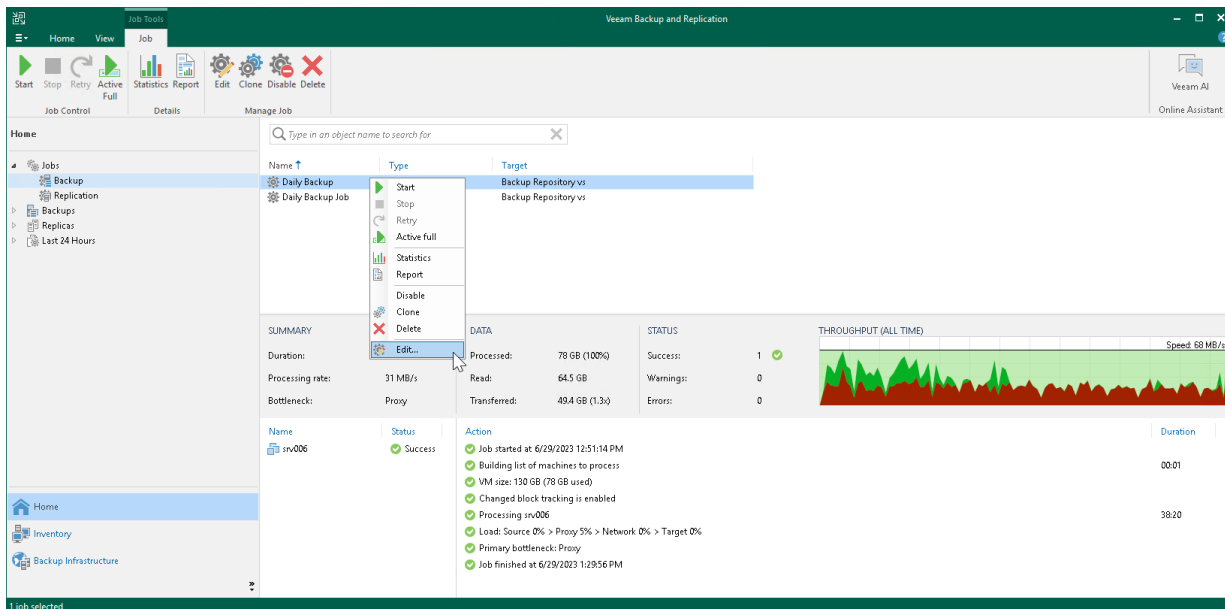 Job Tools
Veeam Backup and Replication
Home View Job
Start Stop Retry Active Full Statistics Report Edit Clone Disable Delete
Veeam AI
Job Control Details Manage Job Online Assistant
Home
Type in an object name to search for
Jobs
Backup
Replication
Backups
Replicas
Last 24 Hours
Name Type Target
Daily Backup Backup Repository vs
Daily Backup Job Backup Repository vs
Start
Stop
Retry
Active full
Statistics
Report
Disable
Clone
Delete
Edit...
SUMMARY DATA STATUS THROUGHPUT (ALL TIME)
Speed: 68 MB/s
Duration: Processed: 78 GB (100%) Success: 1
Processing rate: 31 MB/s Read: 64.5 GB Warnings: 0
Bottleneck: Proxy Transferred: 49.4 GB (1.3x) Errors: 0
Name Status Action Duration
srv006 Success Job started at 6/29/2023 12:51:14 PM
Building list of machines to process 00:01
VM size: 130 GB (78 GB used)
Changed block tracking is enabled
Processing srv006 38:20
Load: Source 0% > Proxy 5% > Network 0% > Target 0%
Primary bottleneck: Proxy
Job finished at 6/29/2023 1:29:56 PM
Home
Inventory
Backup Infrastructure
1 job selected